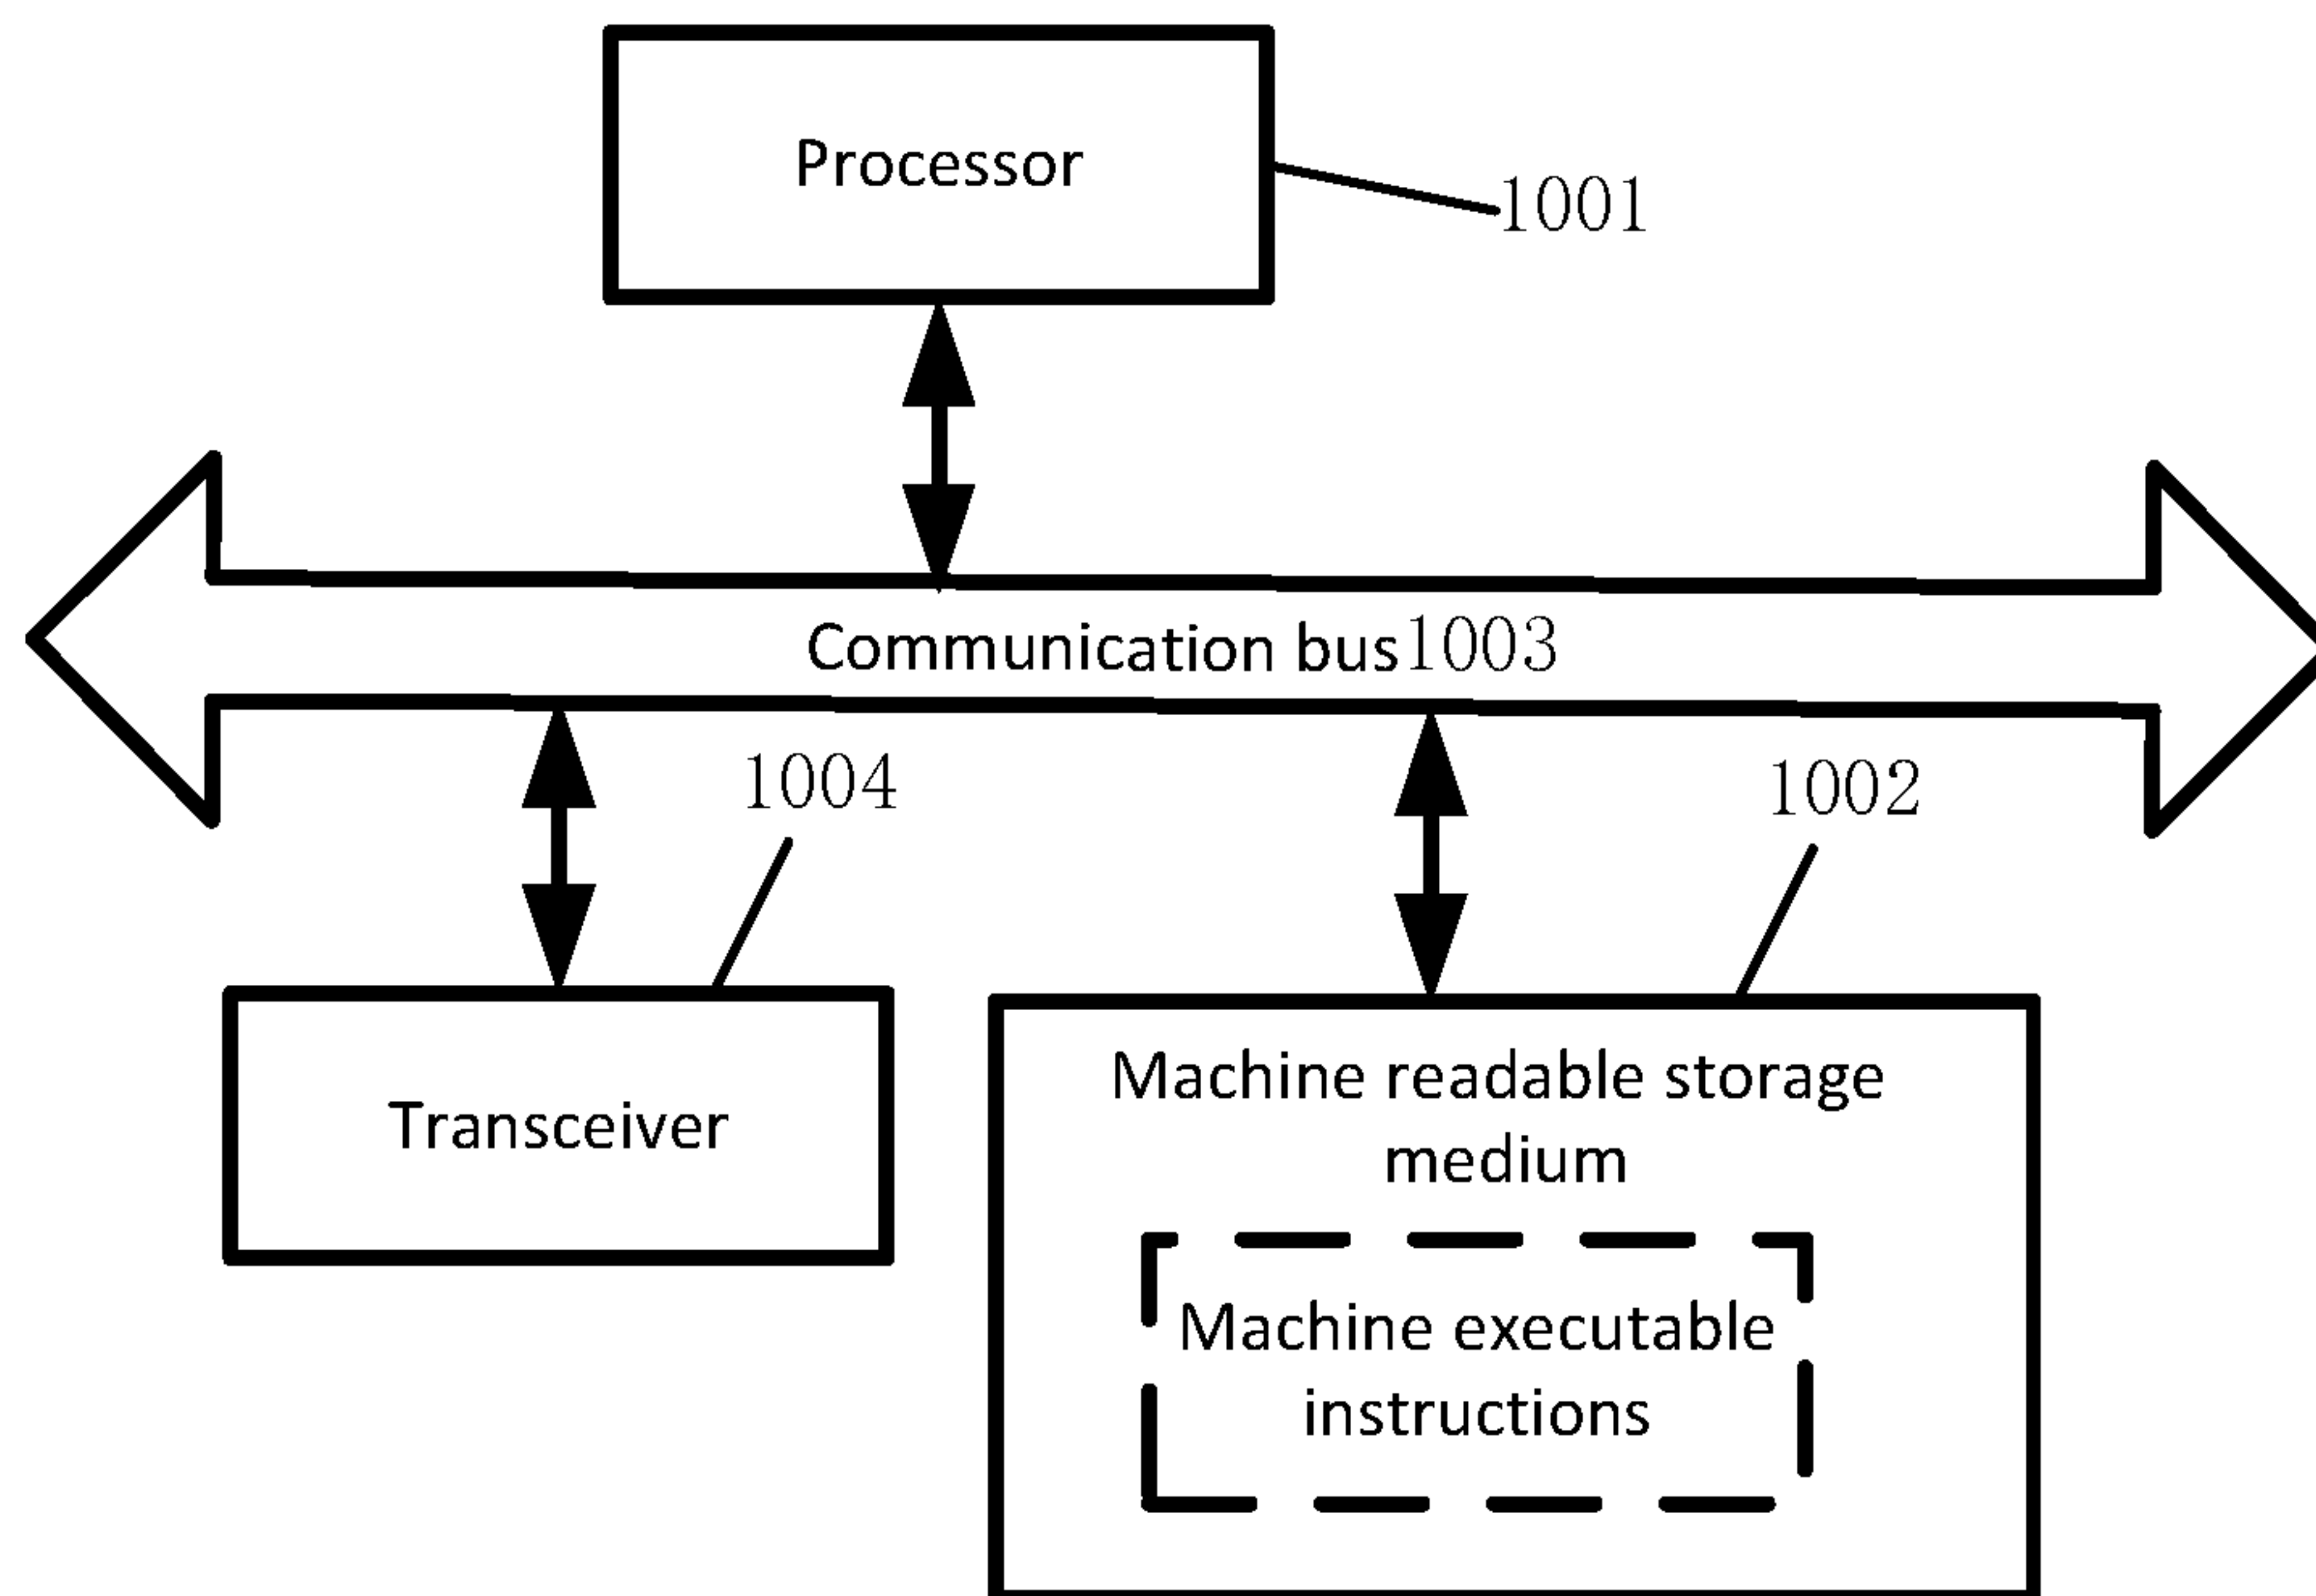 Processor
1001
Communication bus1003
1004
1002
Transceiver
Machine readable storage
medium
Machine executable
instructions